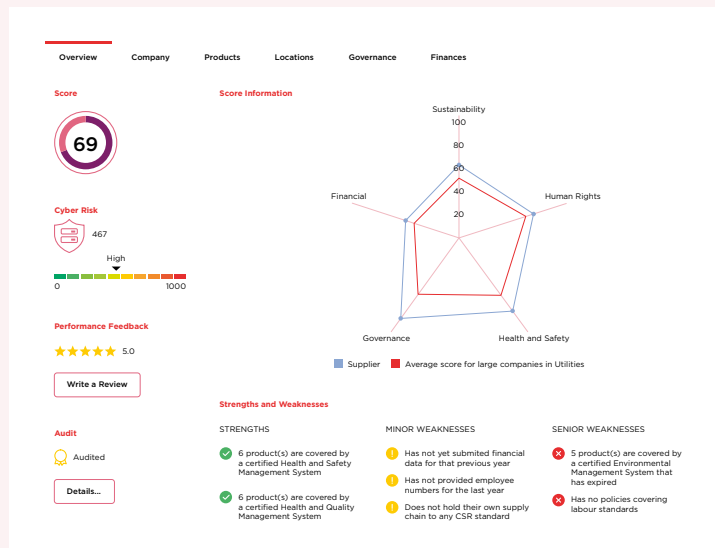 Overview Company Products Locations Governance Finances
Score
69
Cyber Risk
467
High
0 1000
Performance Feedback
5.0
Write a Review
Audit
Audited
Details...
Score Information
Sustainability
100
80
60
40
20
Financial
Human Rights
Governance
Health and Safety
Supplier
Average score for large companies in Utilities
Strengths and Weaknesses
STRENGTHS
6 product(s) are covered by
a certified Health and Safety
Management System
6 product(s) are covered by
a certified Health and Quality
Management System
MINOR WEAKNESSES
Has not yet submited financial
data for that previous year
Has not provided employee
numbers for the last year
Does not hold their own supply
chain to any CSR standard
SENIOR WEAKNESSES
5 product(s) are covered by
a certified Environmental
Management System that
has expired
Has no policies covering
labour standards